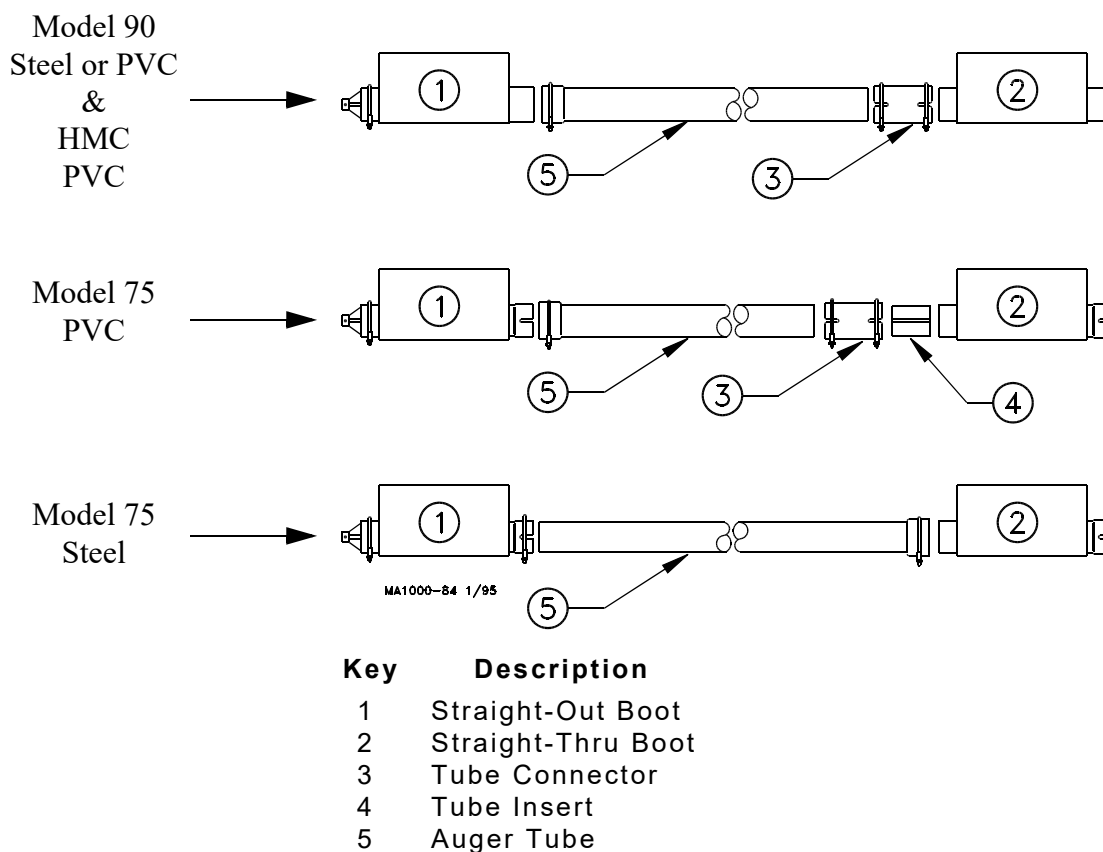 Model 90
Steel or PVC
&
HMC
PVC
1
2
5
3
Model 75
PVC
1
2
5
3
4
Model 75
Steel
1
2
MA1000-84 1/95
5
Key Description
1 Straight-Out Boot
2 Straight-Thru Boot
3 Tube Connector
4 Tube Insert
5 Auger Tube